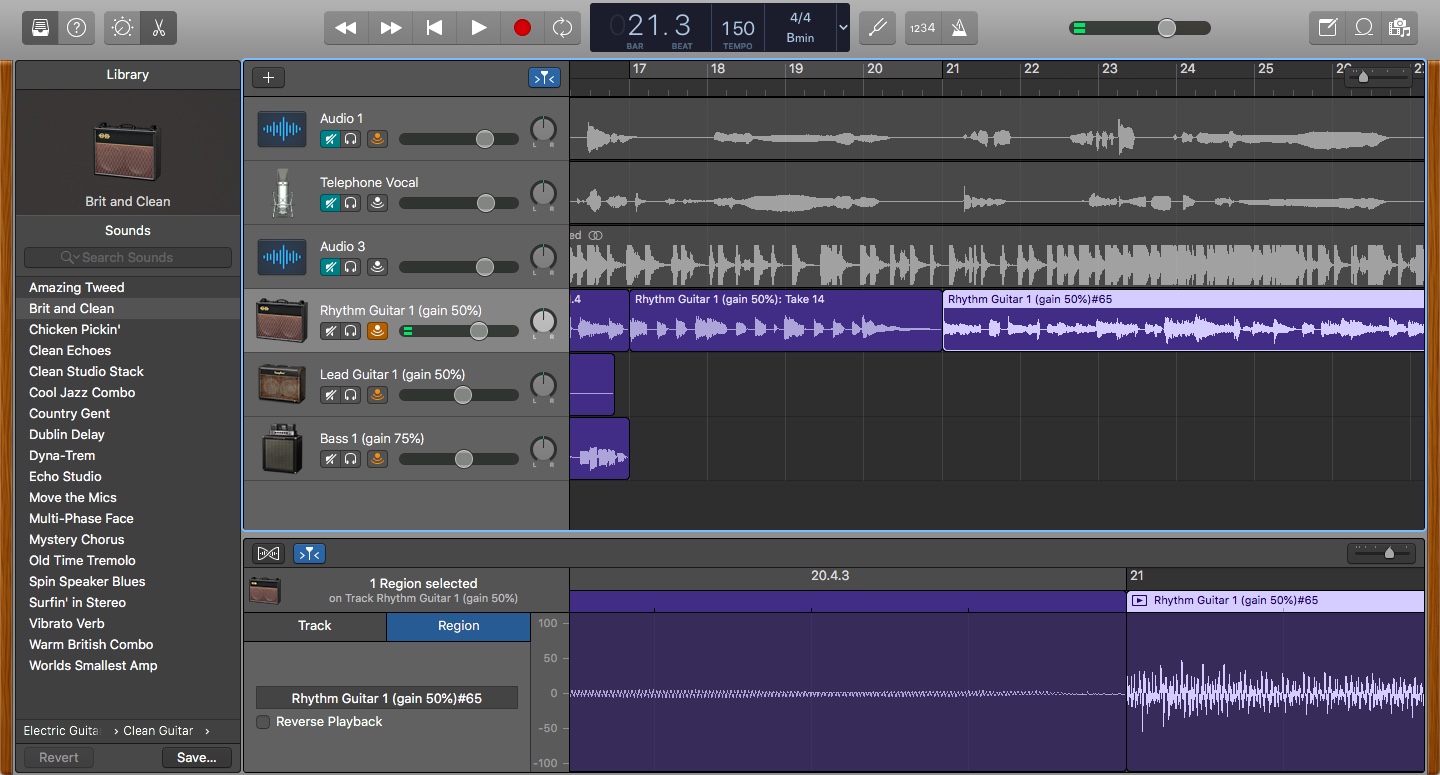 021.3
BAR BEAT
150
TEMPO
4/4
Bmin
1234
Library
Brit and Clean
Sounds
Search Sounds
Amazing Tweed
Brit and Clean
Chicken Pickin'
Clean Echoes
Clean Studio Stack
Cool Jazz Combo
Country Gent
Dublin Delay
Dyna-Trem
Echo Studio
Move the Mics
Multi-Phase Face
Mystery Chorus
Old Time Tremolo
Spin Speaker Blues
Surfin' in Stereo
Vibrato Verb
Warm British Combo
Worlds Smallest Amp
Electric Guita › Clean Guitar ›
Revert Save...
17 18 19 20 21 22 23 24 25 26
Audio 1
L R
Telephone Vocal
L R
Audio 3
L R
ed
Rhythm Guitar 1 (gain 50%)
L R
.4
Rhythm Guitar 1 (gain 50%): Take 14
Rhythm Guitar 1 (gain 50%)#65
Lead Guitar 1 (gain 50%)
L R
Bass 1 (gain 75%)
L R
1 Region selected
on Track Rhythm Guitar 1 (gain 50%)
Track Region
Rhythm Guitar 1 (gain 50%)#65
Reverse Playback
20.4.3 21
Rhythm Guitar 1 (gain 50%)#65
100
50
0
-50
-100